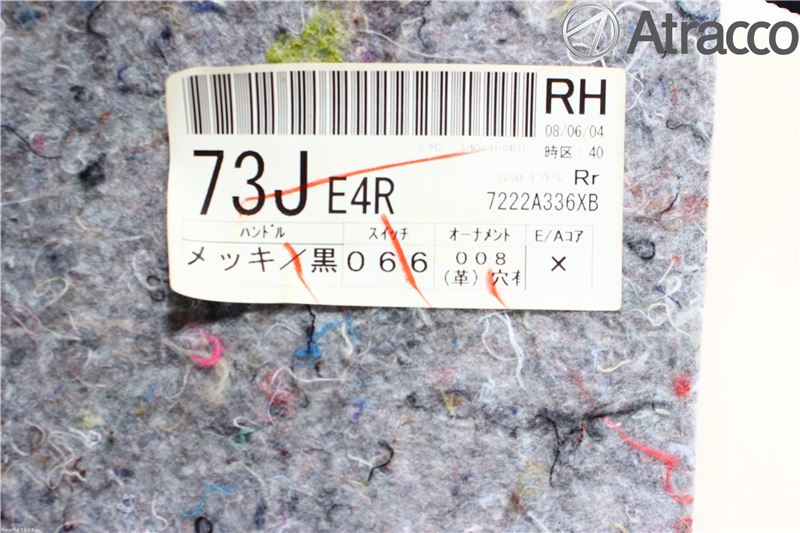 Atracco
RH
08/06/04
時区:40
73J E4R
Rr
7222A336XB
ハンドル スイッチ オーナメント E/Aコア
メッキ/黒 066 008 ×
(革)穴有